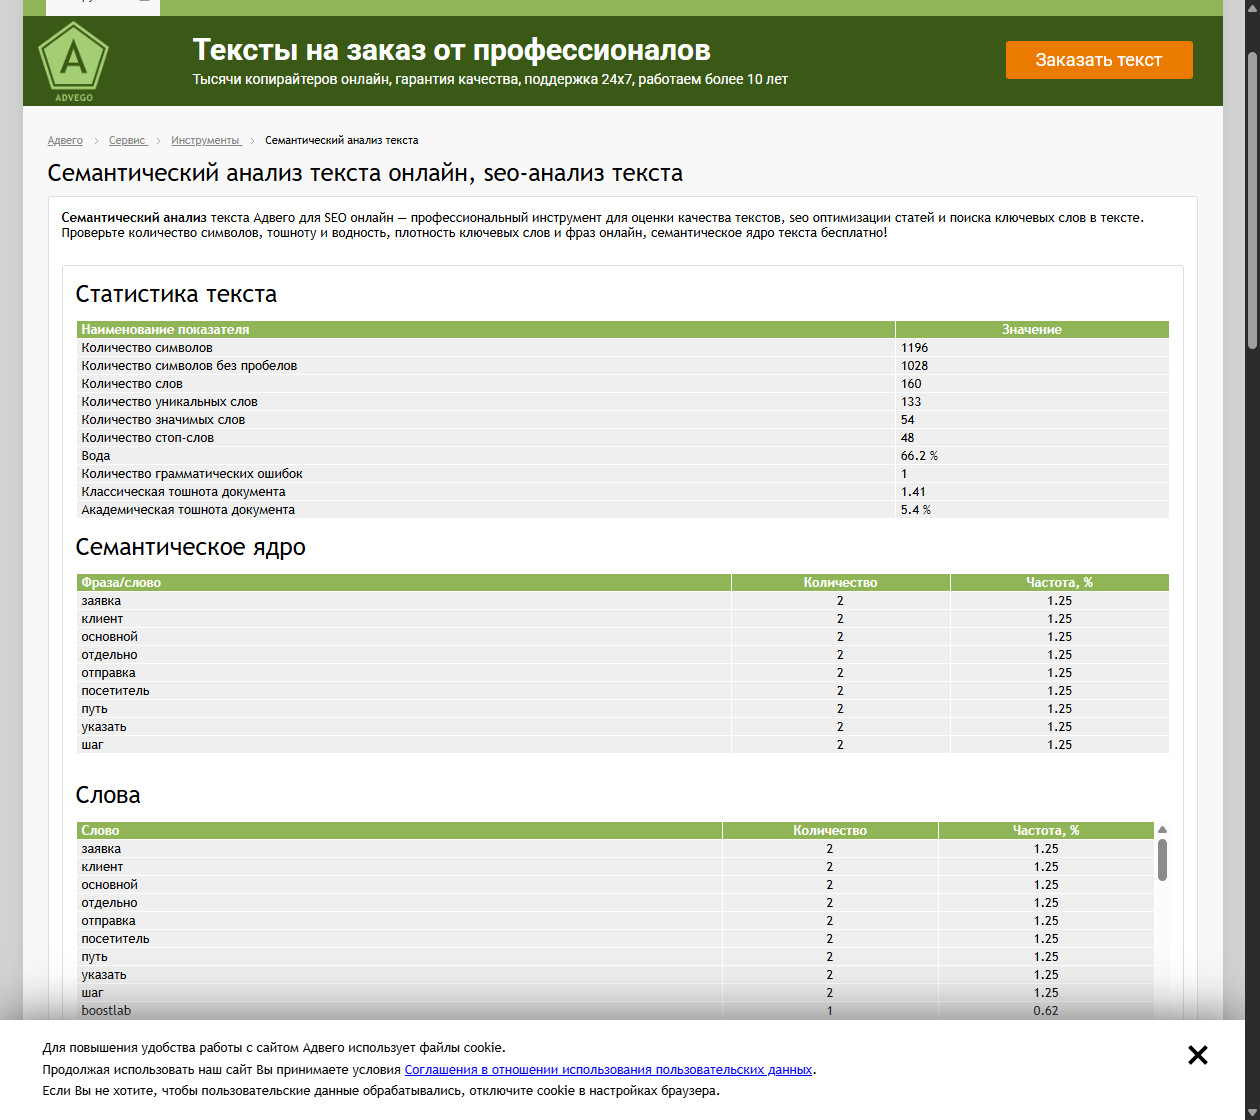 Тексты на заказ от профессионалов
Тысячи копирайтеров онлайн, гарантия качества, поддержка 24x7, работаем более 10 лет
Заказать текст
A
ADVEGO
Адвего > Сервис > Инструменты > Семантический анализ текста
Семантический анализ текста онлайн, seo-анализ текста
Семантический анализ текста Адвего для SEO онлайн — профессиональный инструмент для оценки качества текстов, seo оптимизации статей и поиска ключевых слов в тексте.
Проверьте количество символов, тошноту и водность, плотность ключевых слов и фраз онлайн, семантическое ядро текста бесплатно!
Статистика текста
Наименование показателя Значение
Количество символов 1196
Количество символов без пробелов 1028
Количество слов 160
Количество уникальных слов 133
Количество значимых слов 54
Количество стоп-слов 48
Вода 66.2 %
Количество грамматических ошибок 1
Классическая тошнота документа 1.41
Академическая тошнота документа 5.4 %
Семантическое ядро
Фраза/слово Количество Частота, %
заявка 2 1.25
клиент 2 1.25
основной 2 1.25
отдельно 2 1.25
отправка 2 1.25
посетитель 2 1.25
путь 2 1.25
указать 2 1.25
шаг 2 1.25
Слова
Слово Количество Частота, %
заявка 2 1.25
клиент 2 1.25
основной 2 1.25
отдельно 2 1.25
отправка 2 1.25
посетитель 2 1.25
путь 2 1.25
указать 2 1.25
шаг 2 1.25
boostlab 1 0.62
Для повышения удобства работы с сайтом Адвего использует файлы cookie.
Продолжая использовать наш сайт Вы принимаете условия Соглашения в отношении использования пользовательских данных.
Если Вы не хотите, чтобы пользовательские данные обрабатывались, отключите cookie в настройках браузера.